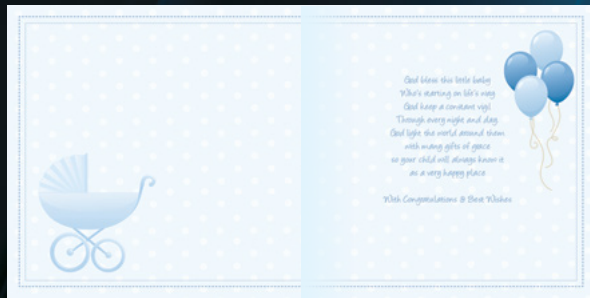 God bless this little baby
Who's starting on life's way
God keep a constant vigil
Through every night and day
God light the world around them
with many gifts of grace
so your child will always know it
as a very happy place
With Congratulations & Best Wishes